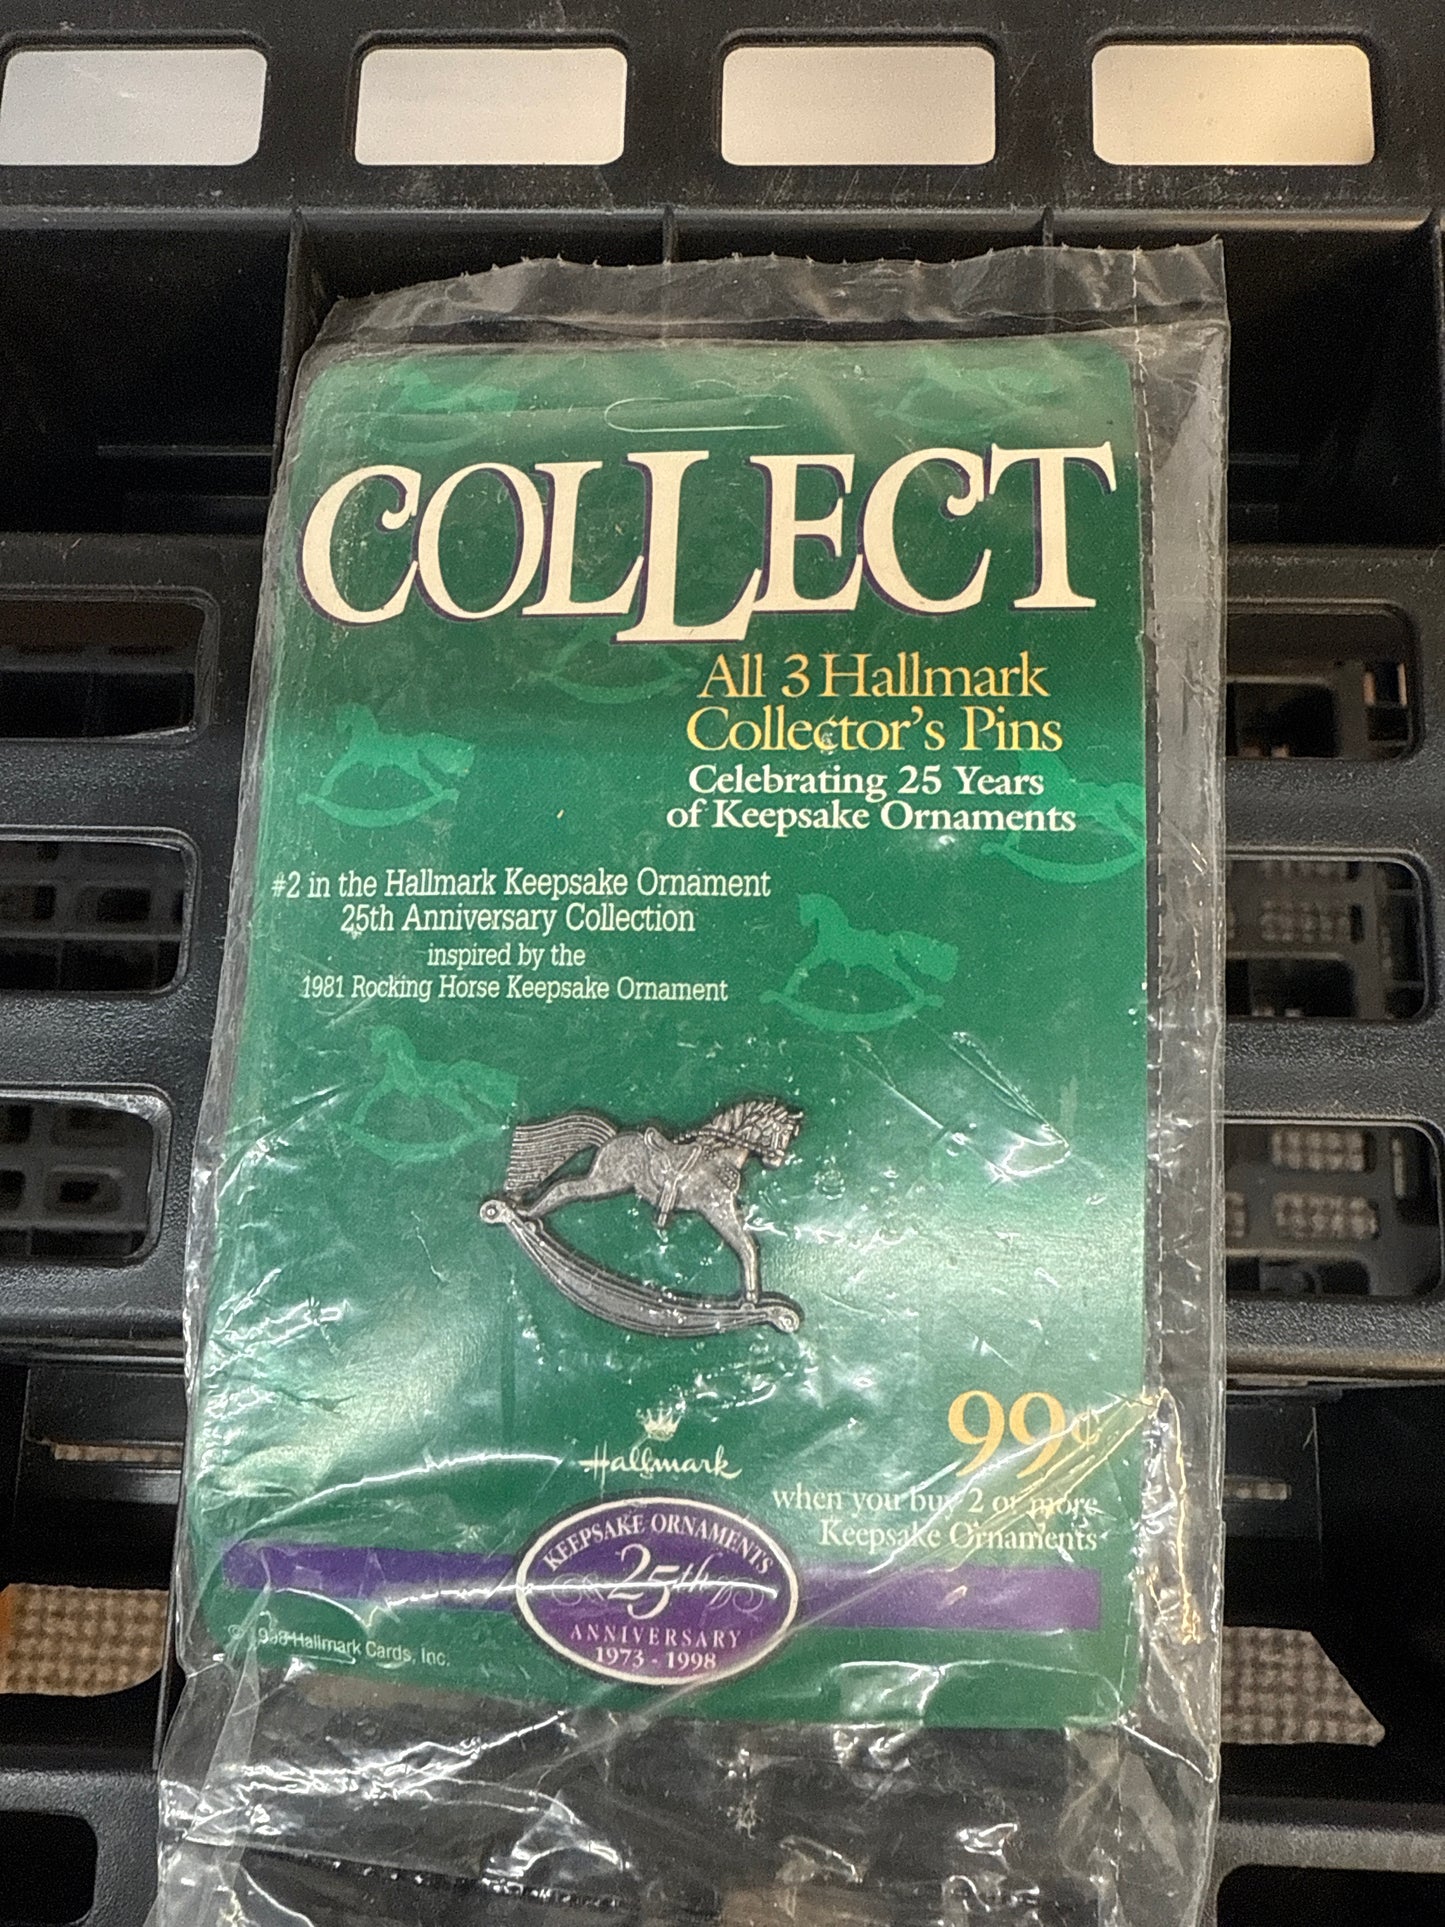 COLLECT
All 3 Hallmark
Collector's Pins
Celebrating 25 Years
of Keepsake Ornaments
#2 in the Hallmark Keepsake Ornament
25th Anniversary Collection
inspired by the
1981 Rocking Horse Keepsake Ornament
99¢
when you buy 2 or more
Keepsake Ornaments
Hallmark
KEEPSAKE ORNAMENTS
25th
ANNIVERSARY
1973 - 1998
© 1998 Hallmark Cards, Inc.